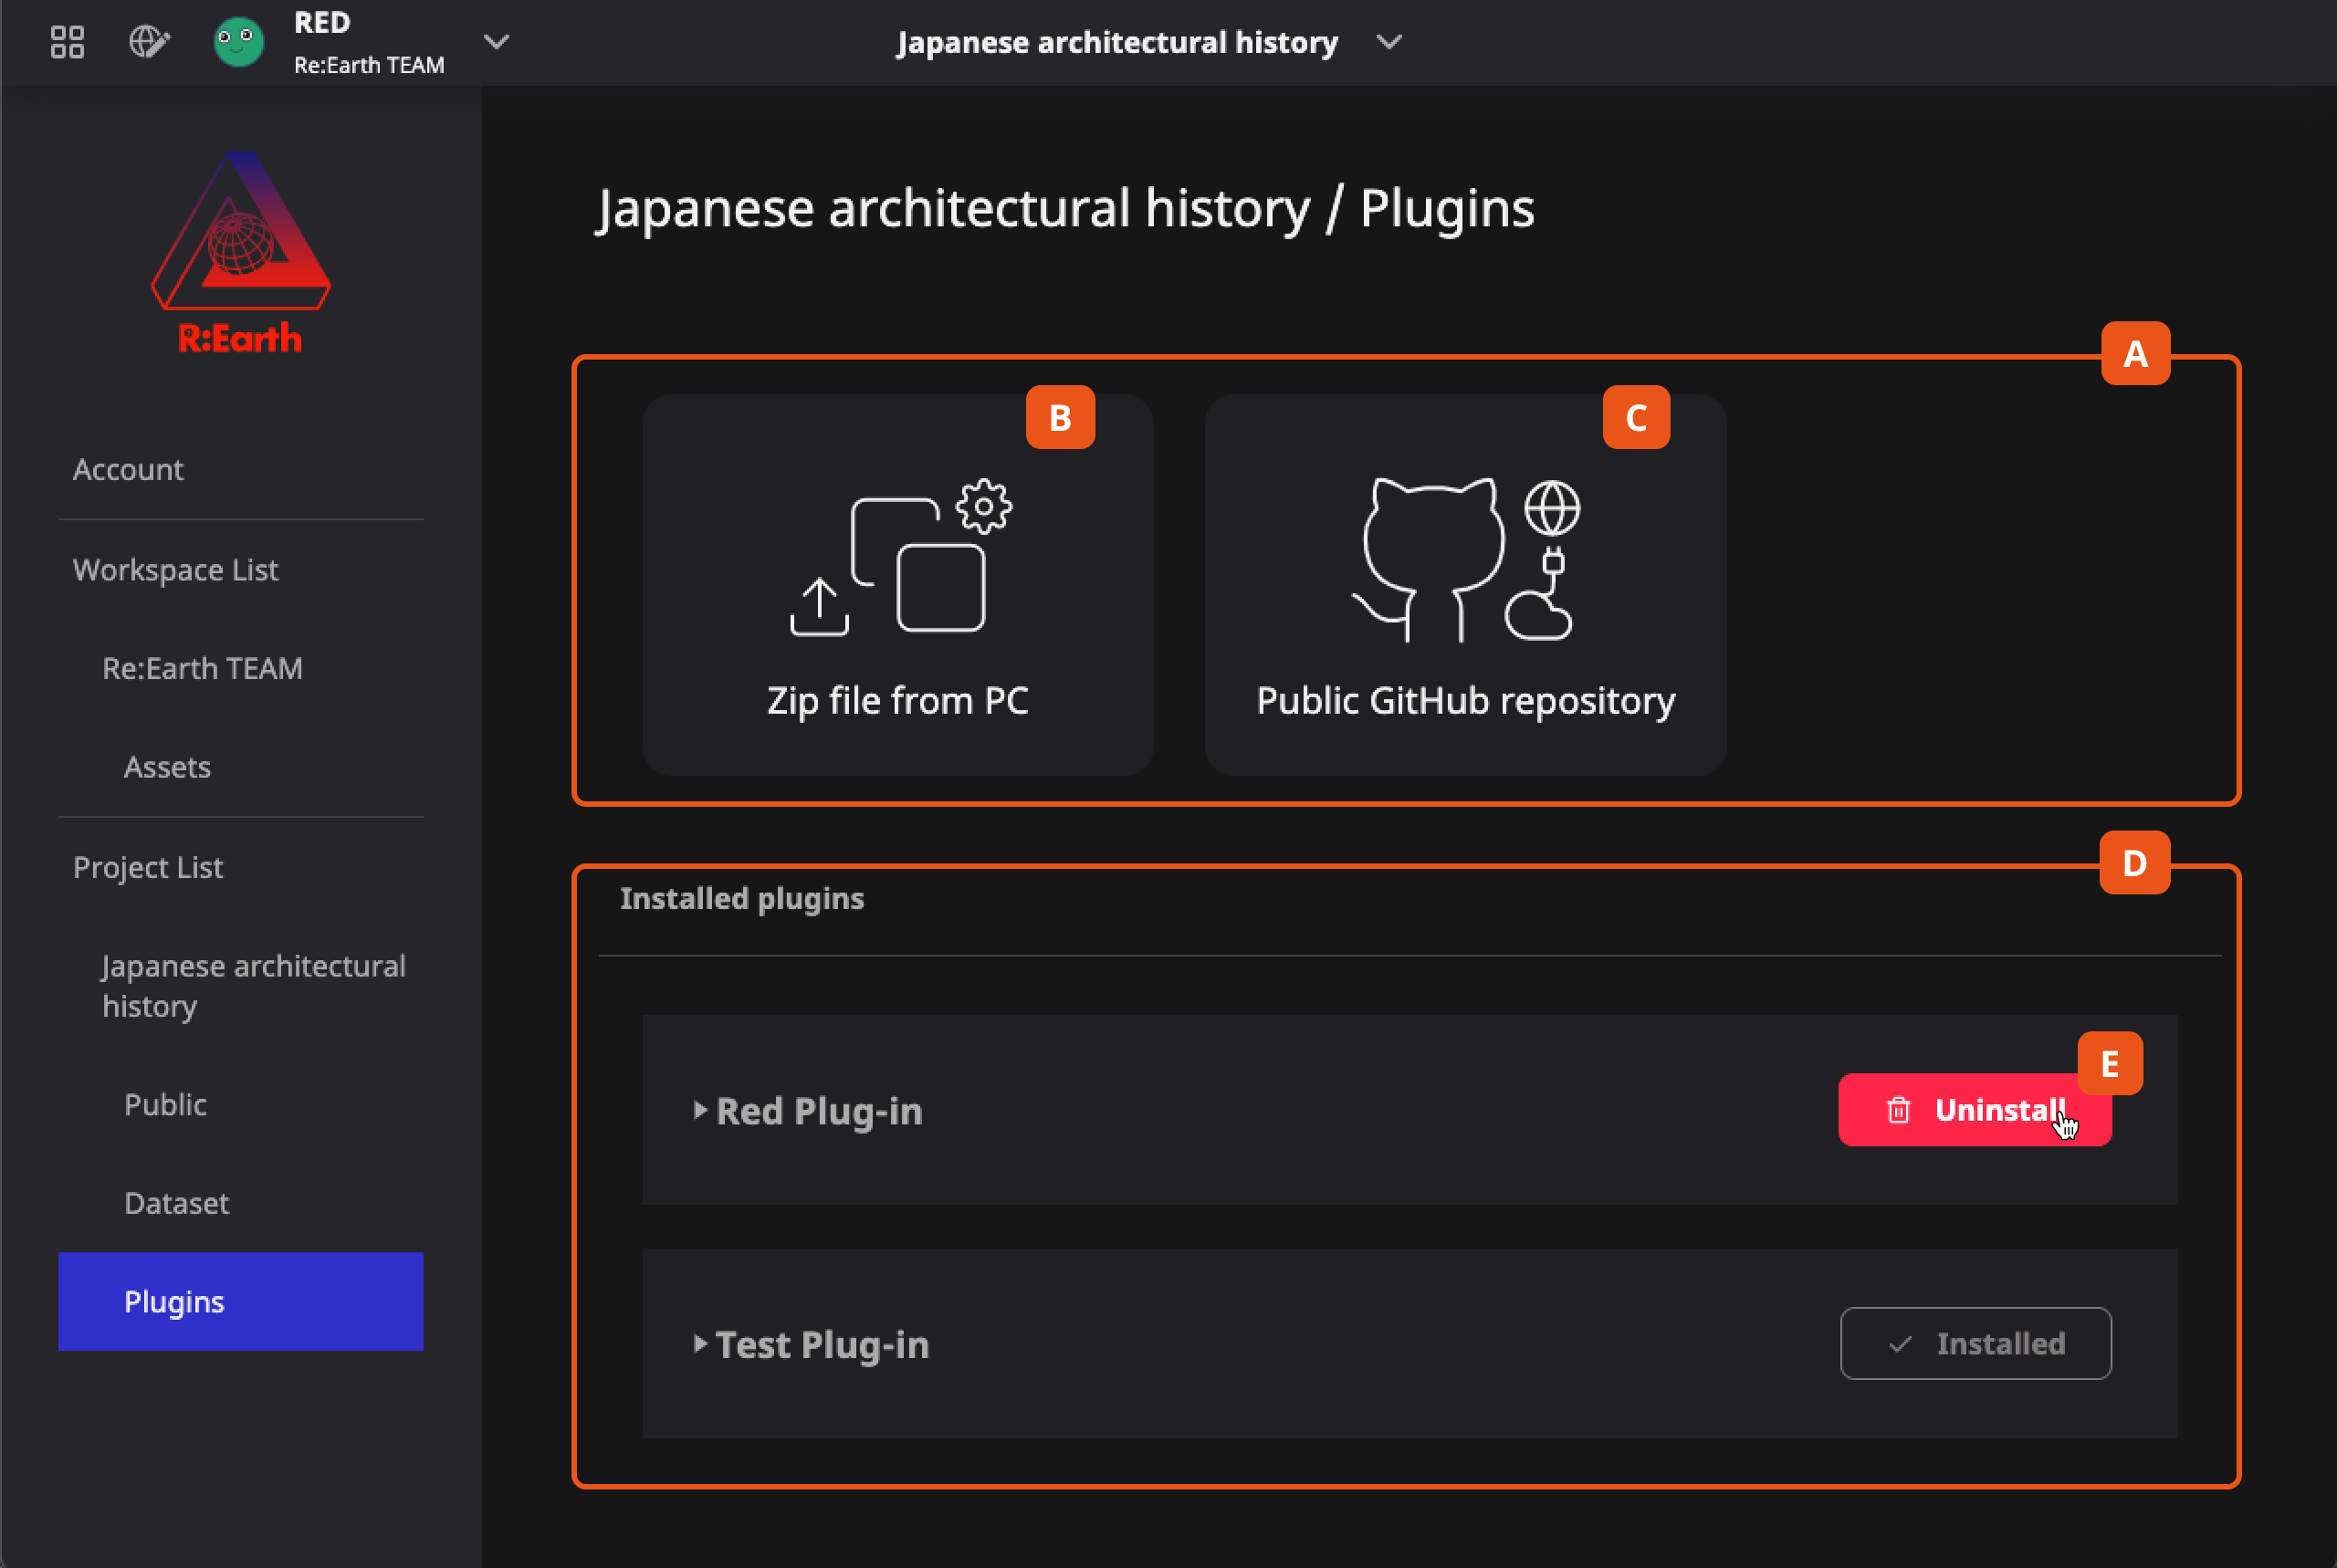 RED
Re:Earth TEAM
Japanese architectural history
R:Earth
Account
Workspace List
Re:Earth TEAM
Assets
Project List
Japanese architectural
history
Public
Dataset
Plugins
Japanese architectural history / Plugins
A
B
C
Zip file from PC
Public GitHub repository
D
Installed plugins
E
Red Plug-in
Uninstall
Test Plug-in
Installed